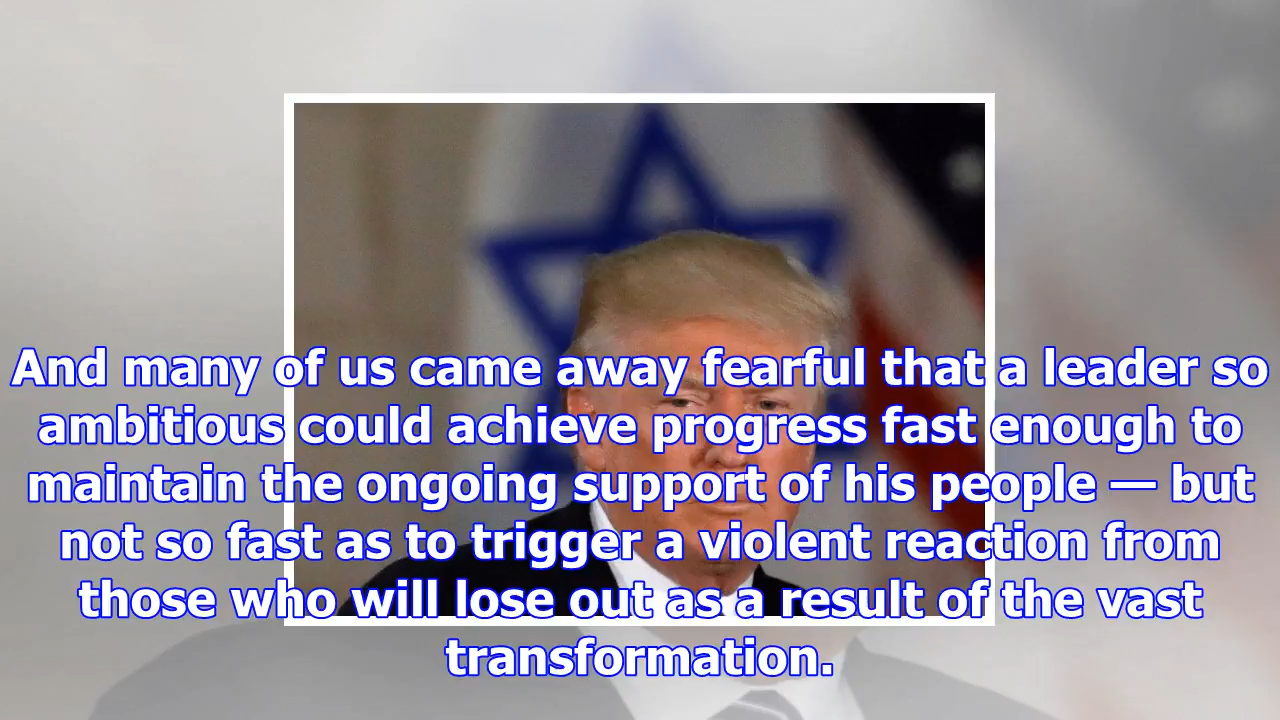 And many of us came away fearful that a leader so
ambitious could achieve progress fast enough to
maintain the ongoing support of his people — but
not so fast as to trigger a violent reaction from
those who will lose out as a result of the vast
transformation.